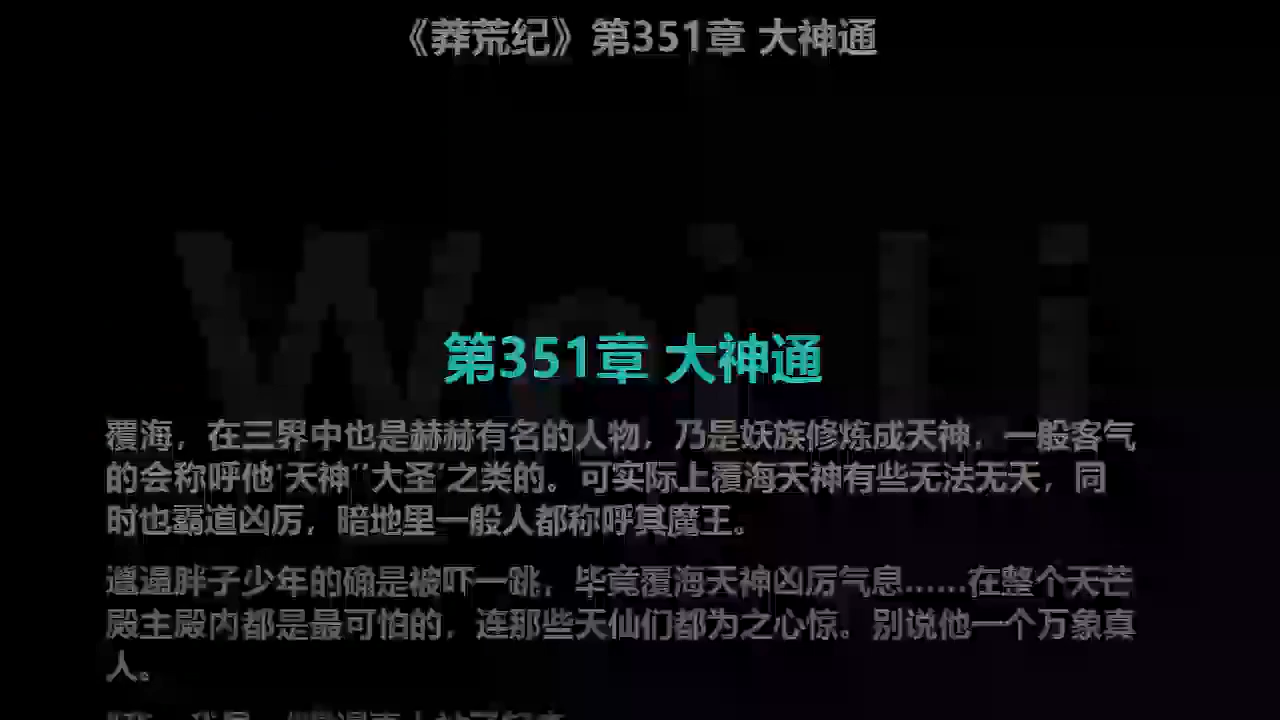 《莽荒纪》第351章 大神通
Wei Li
第351章 大神通
覆海，在三界中也是赫赫有名的人物，乃是妖族修炼成天神，一般客气
的会称呼他‘天神’‘大圣’之类的。可实际上覆海天神有些无法无天，同
时也霸道凶厉，暗地里一般人都称呼其魔王。
邋遢胖子少年的确是被吓一跳，毕竟覆海天神凶厉气息……在整个天芒
殿主殿内都是最可怕的，连那些天仙们都为之心惊。别说他一个万象真
人。